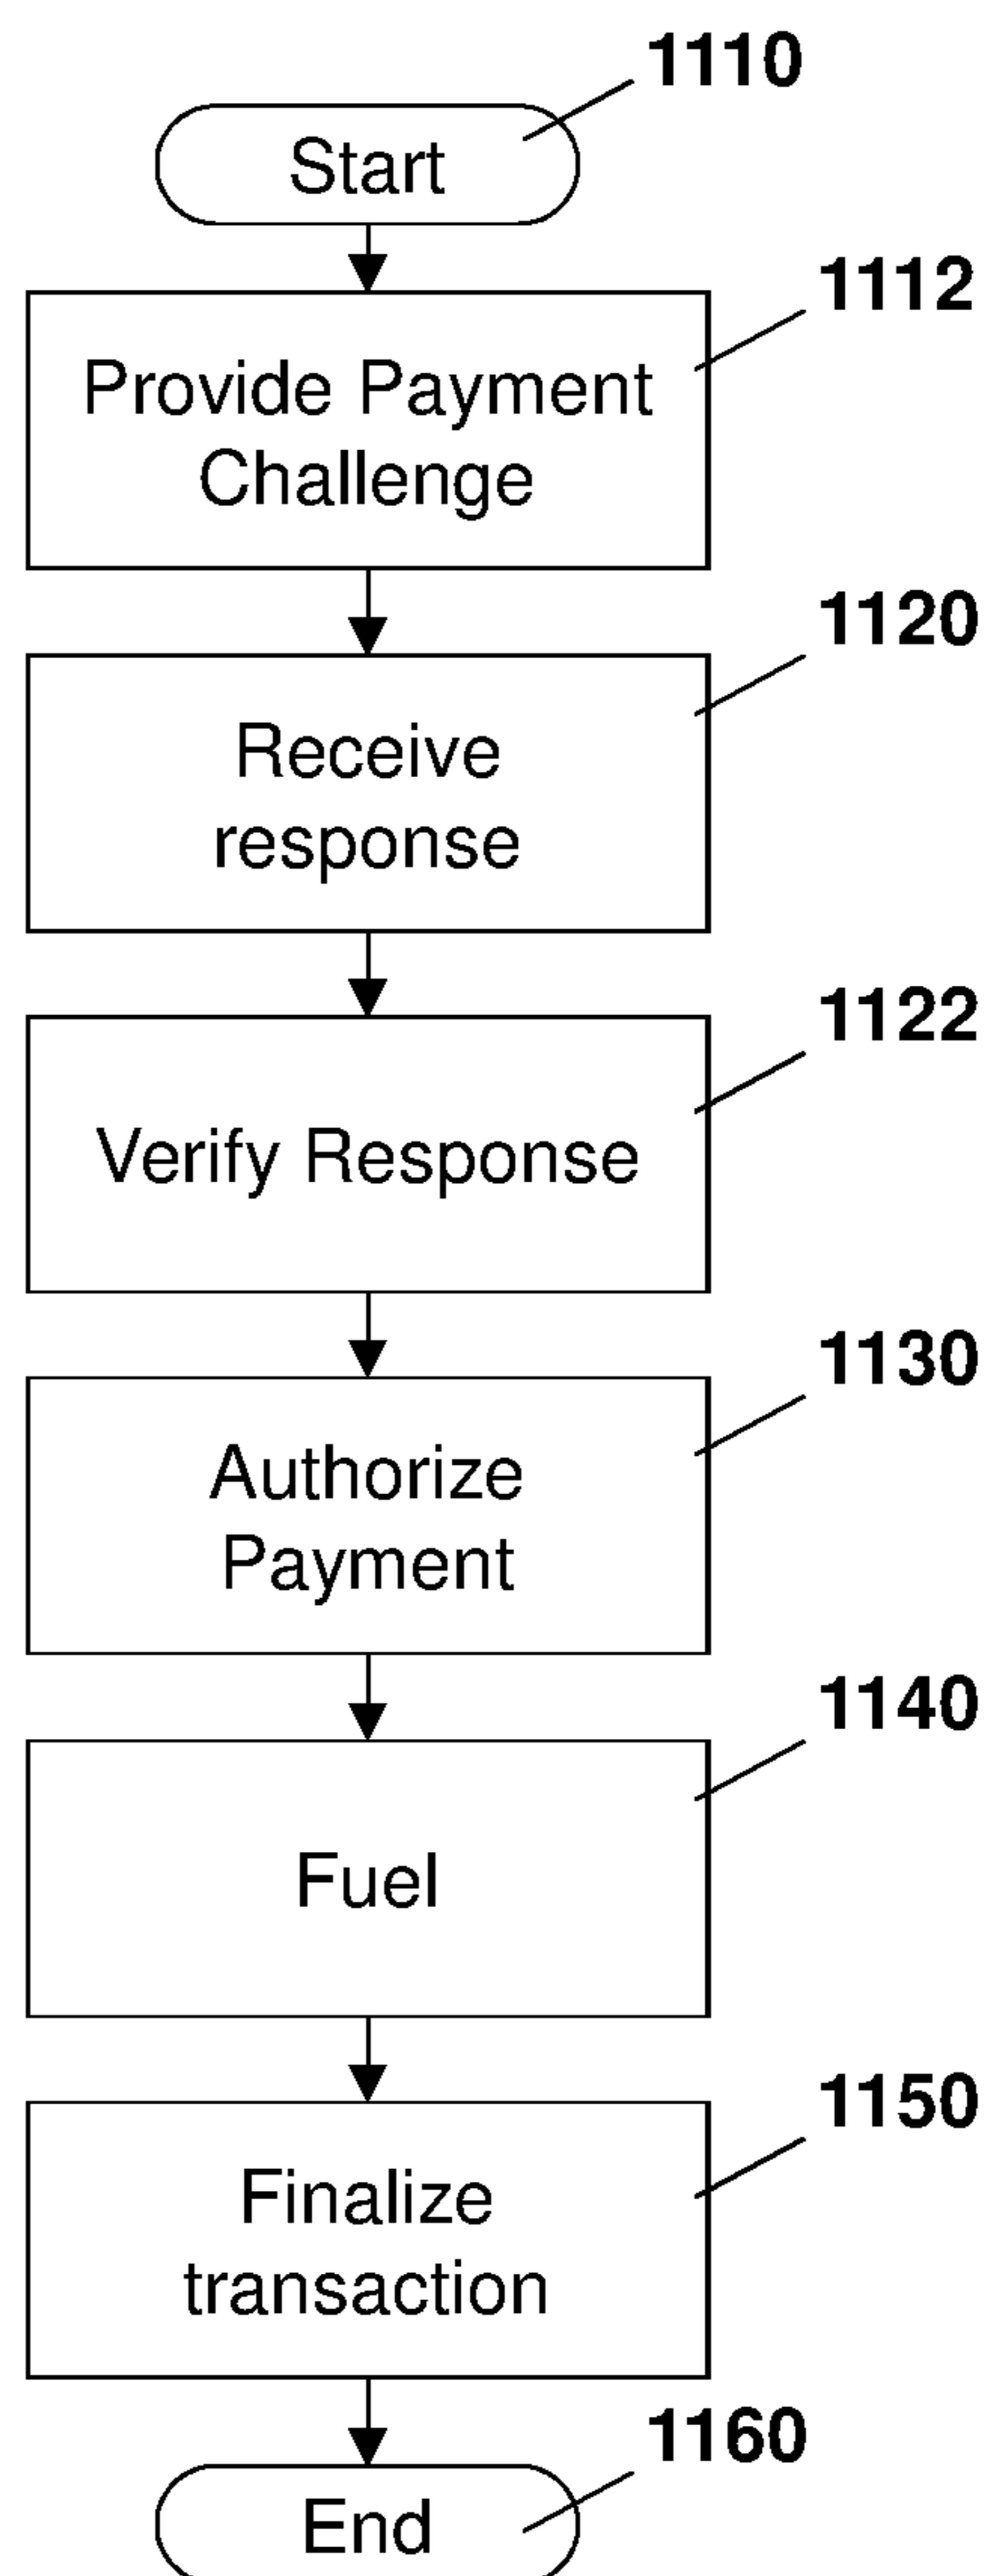 1110
Start
1112
Provide Payment
Challenge
1120
Receive
response
1122
Verify Response
1130
Authorize
Payment
1140
Fuel
1150
Finalize
transaction
1160
End